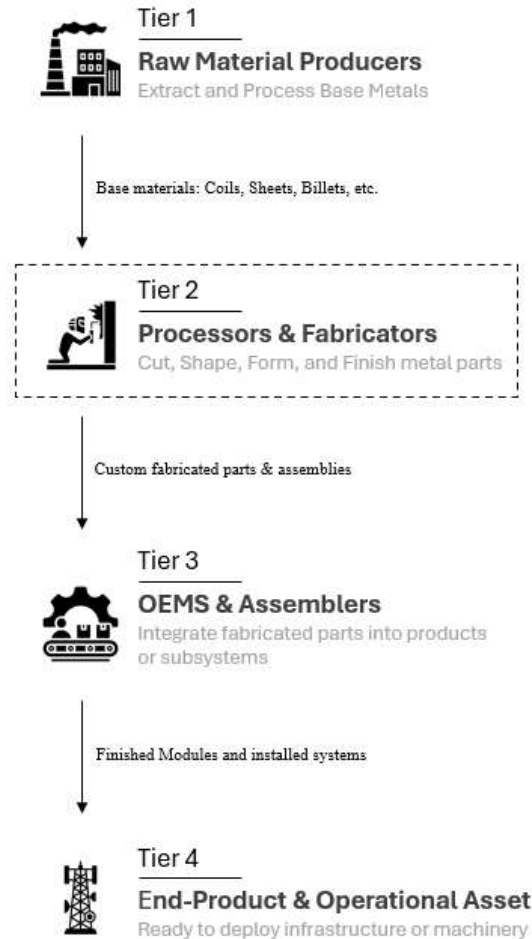 Tier 1
Raw Material Producers
Extract and Process Base Metals
Base materials: Coils, Sheets, Billets, etc.
Tier 2
Processors & Fabricators
Cut, Shape, Form, and Finish metal parts
Custom fabricated parts & assemblies
Tier 3
OEMS & Assemblers
Integrate fabricated parts into products
or subsystems
Finished Modules and installed systems
Tier 4
End-Product & Operational Asset
Ready to deploy infrastructure or machinery